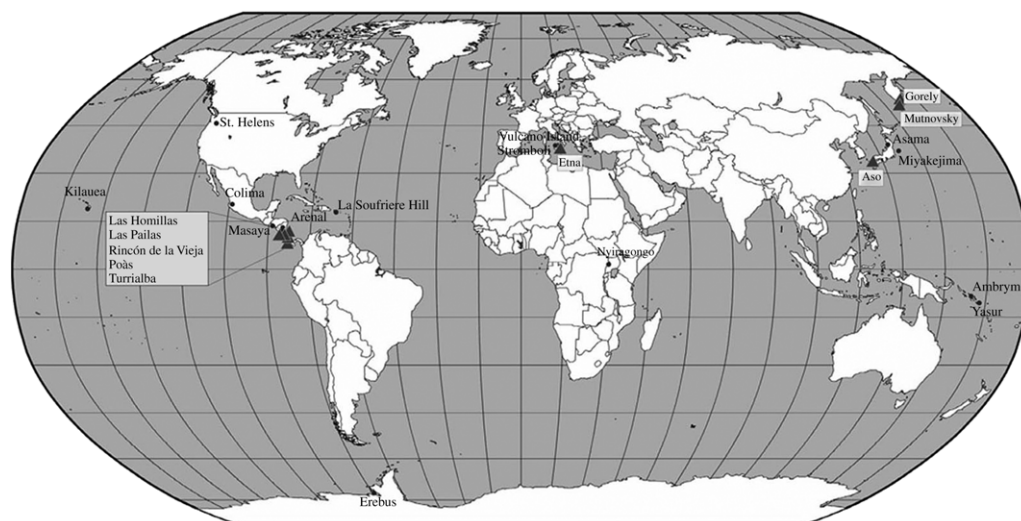 Gorely
Mutnovsky
St. Helens
Asama
Vulcano Island
Stromboli
Miyakejima
Etna
Aso
Kilauea
Colima
La Soufriere Hill
Las Homillas
Las Pailas
Rincón de la Vieja
Poàs
Turrialba
Arenal
Masaya
Nyiragongo
Ambrym
Yasur
Erebus